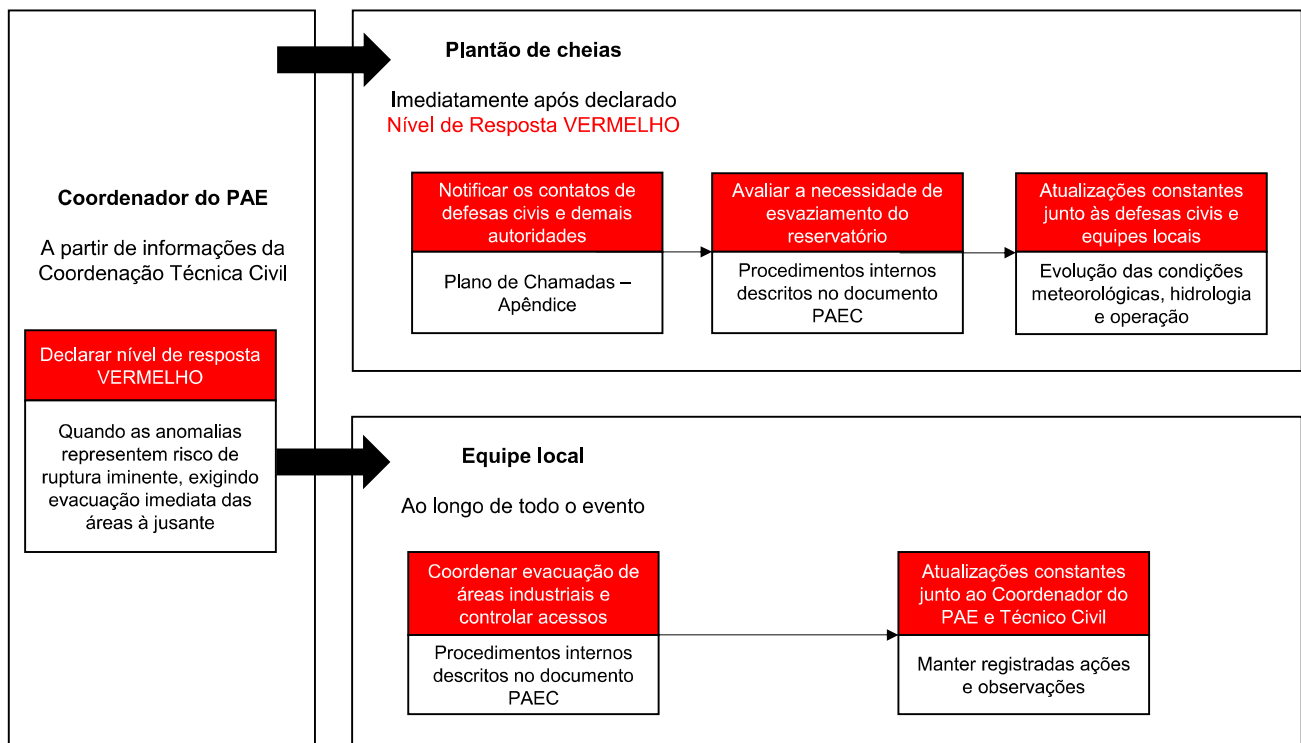 Coordenador do PAE
A partir de informações da
Coordenação Técnica Civil
Declarar nível de resposta
VERMELHO
Quando as anomalias
representem risco de
ruptura iminente, exigindo
evacuação imediata das
áreas à jusante
Plantão de cheias
Imediatamente após declarado
Nível de Resposta VERMELHO
Notificar os contatos de
defesas civis e demais
autoridades
Plano de Chamadas –
Apêndice
Avaliar a necessidade de
esvaziamento do
reservatório
Procedimentos internos
descritos no documento
PAEC
Atualizações constantes
junto às defesas civis e
equipes locais
Evolução das condições
meteorológicas, hidrologia
e operação
Equipe local
Ao longo de todo o evento
Coordenar evacuação de
áreas industriais e
controlar acessos
Procedimentos internos
descritos no documento
PAEC
Atualizações constantes
junto ao Coordenador do
PAE e Técnico Civil
Manter registradas ações
e observações